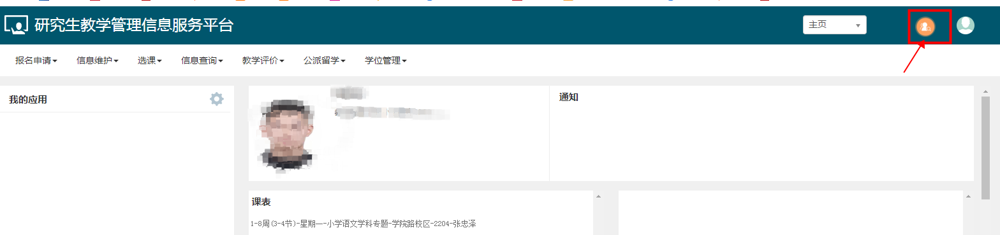 研究生教学管理信息服务平台
主页
报名申请 信息维护 选课 信息查询 教学评价 公派留学 学位管理
我的应用
通知
课表
1-8周(3-4节)-星期一-小学语文学科专题-学院路校区-2204-张忠泽